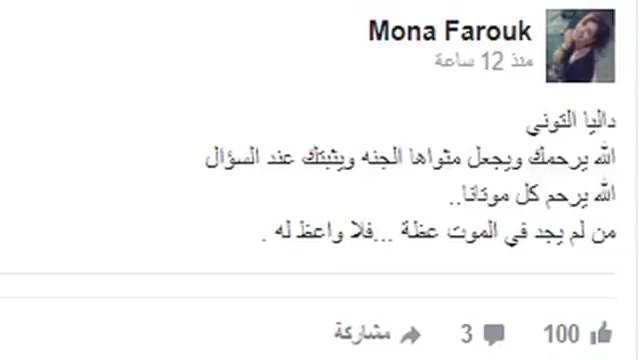 Mona Farouk
منذ 12 ساعة
داليا التوني
الله يرحمك ويجعل مثواها الجنه ويثبتك عند السؤال
الله يرحم كل موتانا..
من لم يجد في الموت عظة ...فلا واعظ له .
100 3 مشاركة